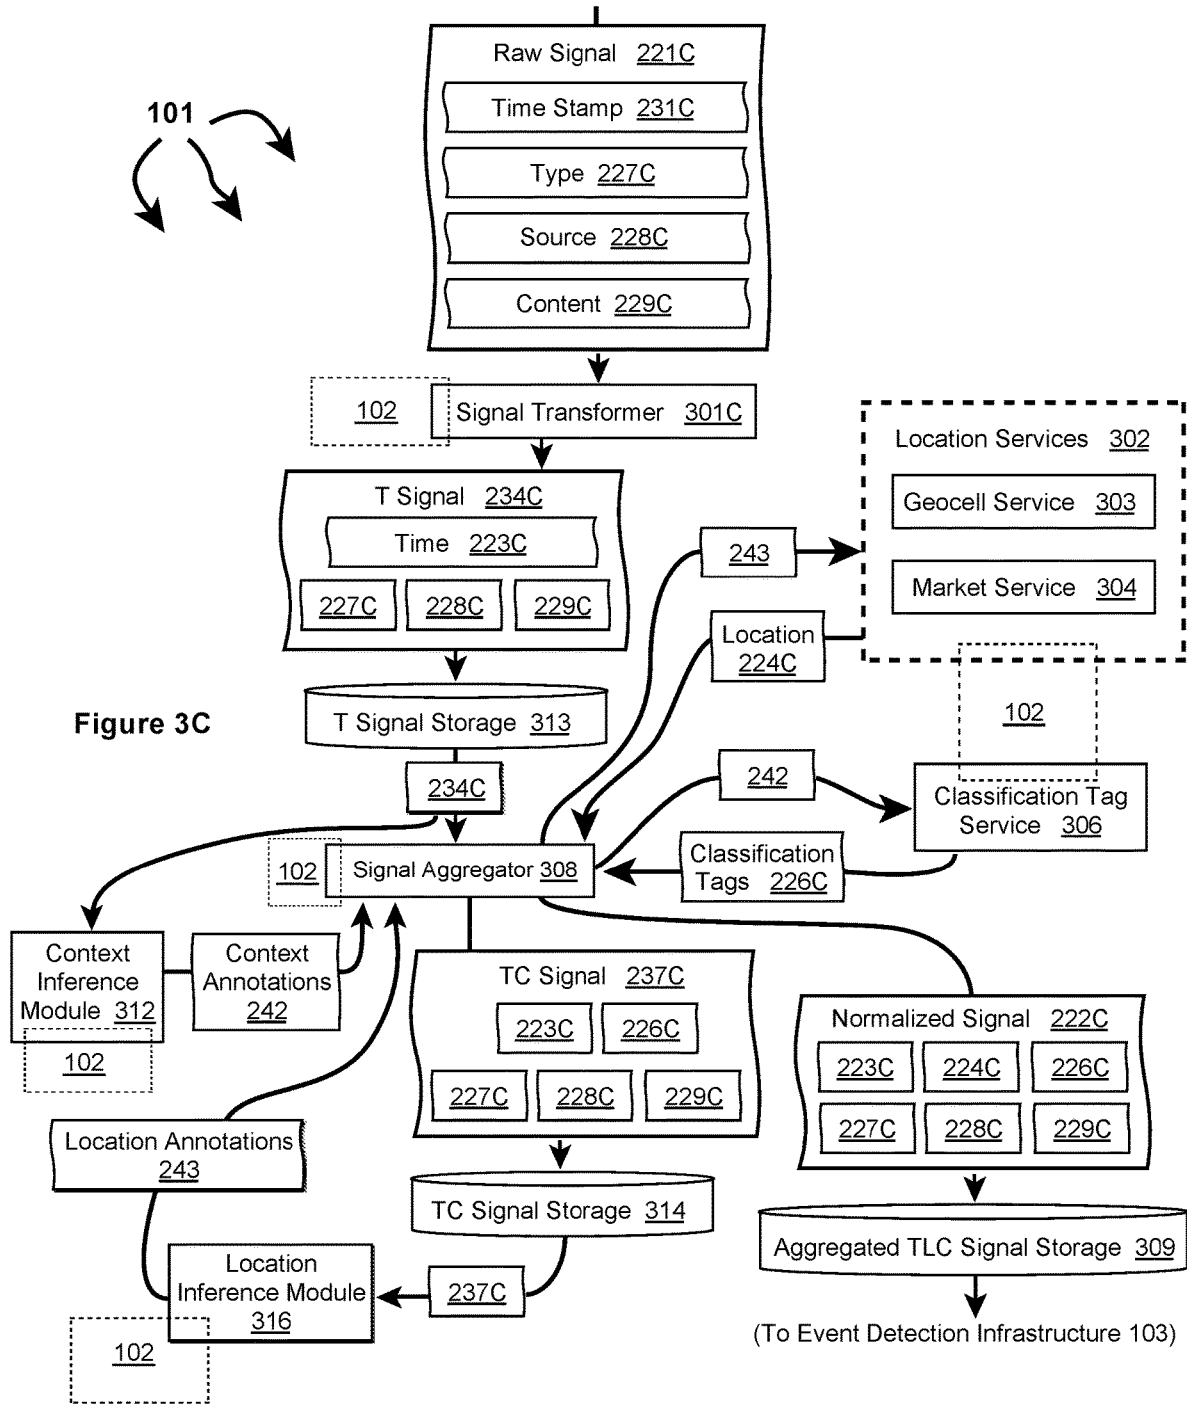 Raw Signal 221C
Time Stamp 231C
101
Type 227C
Source 228C
Content 229C
102
Signal Transformer 301C
Location Services 302
Geocell Service 303
Market Service 304
T Signal 234C
Time 223C
227C 228C 229C
243
Location
224C
Figure 3C
T Signal Storage 313
102
234C
242
Classification Tag
Service 306
102
Signal Aggregator 308
Classification
Tags 226C
Context
Inference
Module 312
102
Context
Annotations
242
TC Signal 237C
223C 226C
227C 228C 229C
Normalized Signal 222C
223C 224C 226C
227C 228C 229C
Location Annotations
243
TC Signal Storage 314
Aggregated TLC Signal Storage 309
Location
Inference Module
316
237C
102
(To Event Detection Infrastructure 103)